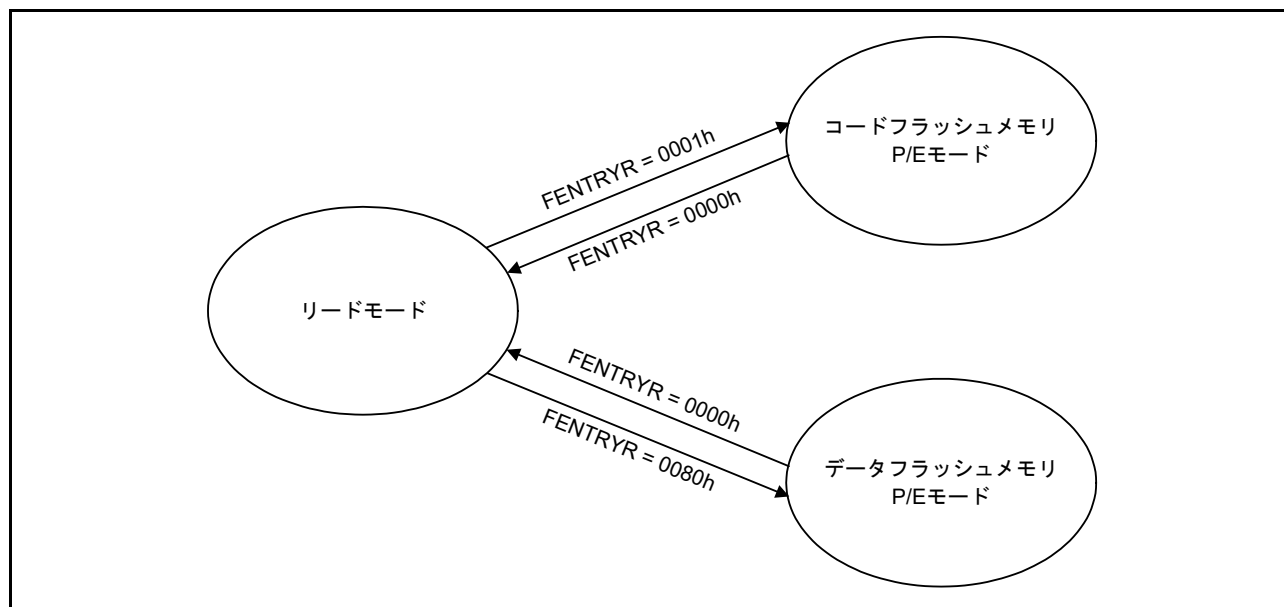 コードフラッシュメモリ
P/Eモード
FENTRYR = 0001h
FENTRYR = 0000h
リードモード
FENTRYR = 0000h
FENTRYR = 0080h
データフラッシュメモリ
P/Eモード